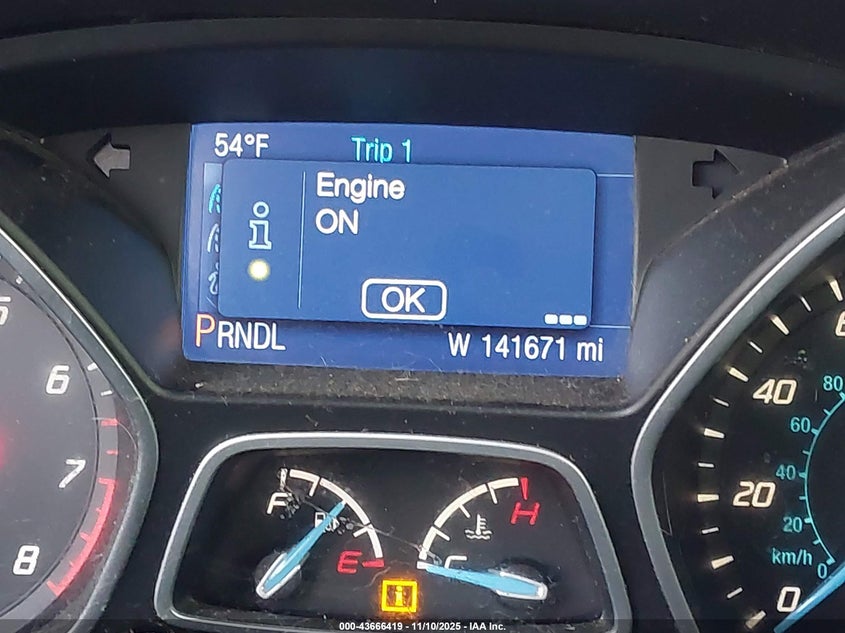 54°F Trip 1
Engine
ON
OK
PRNDL W 141671 mi
5
6
7
8
F
E
H
C
i
40
20
0
80
60
40
20
km/h 0
000-43666419 - 11/10/2025 - IAA Inc.